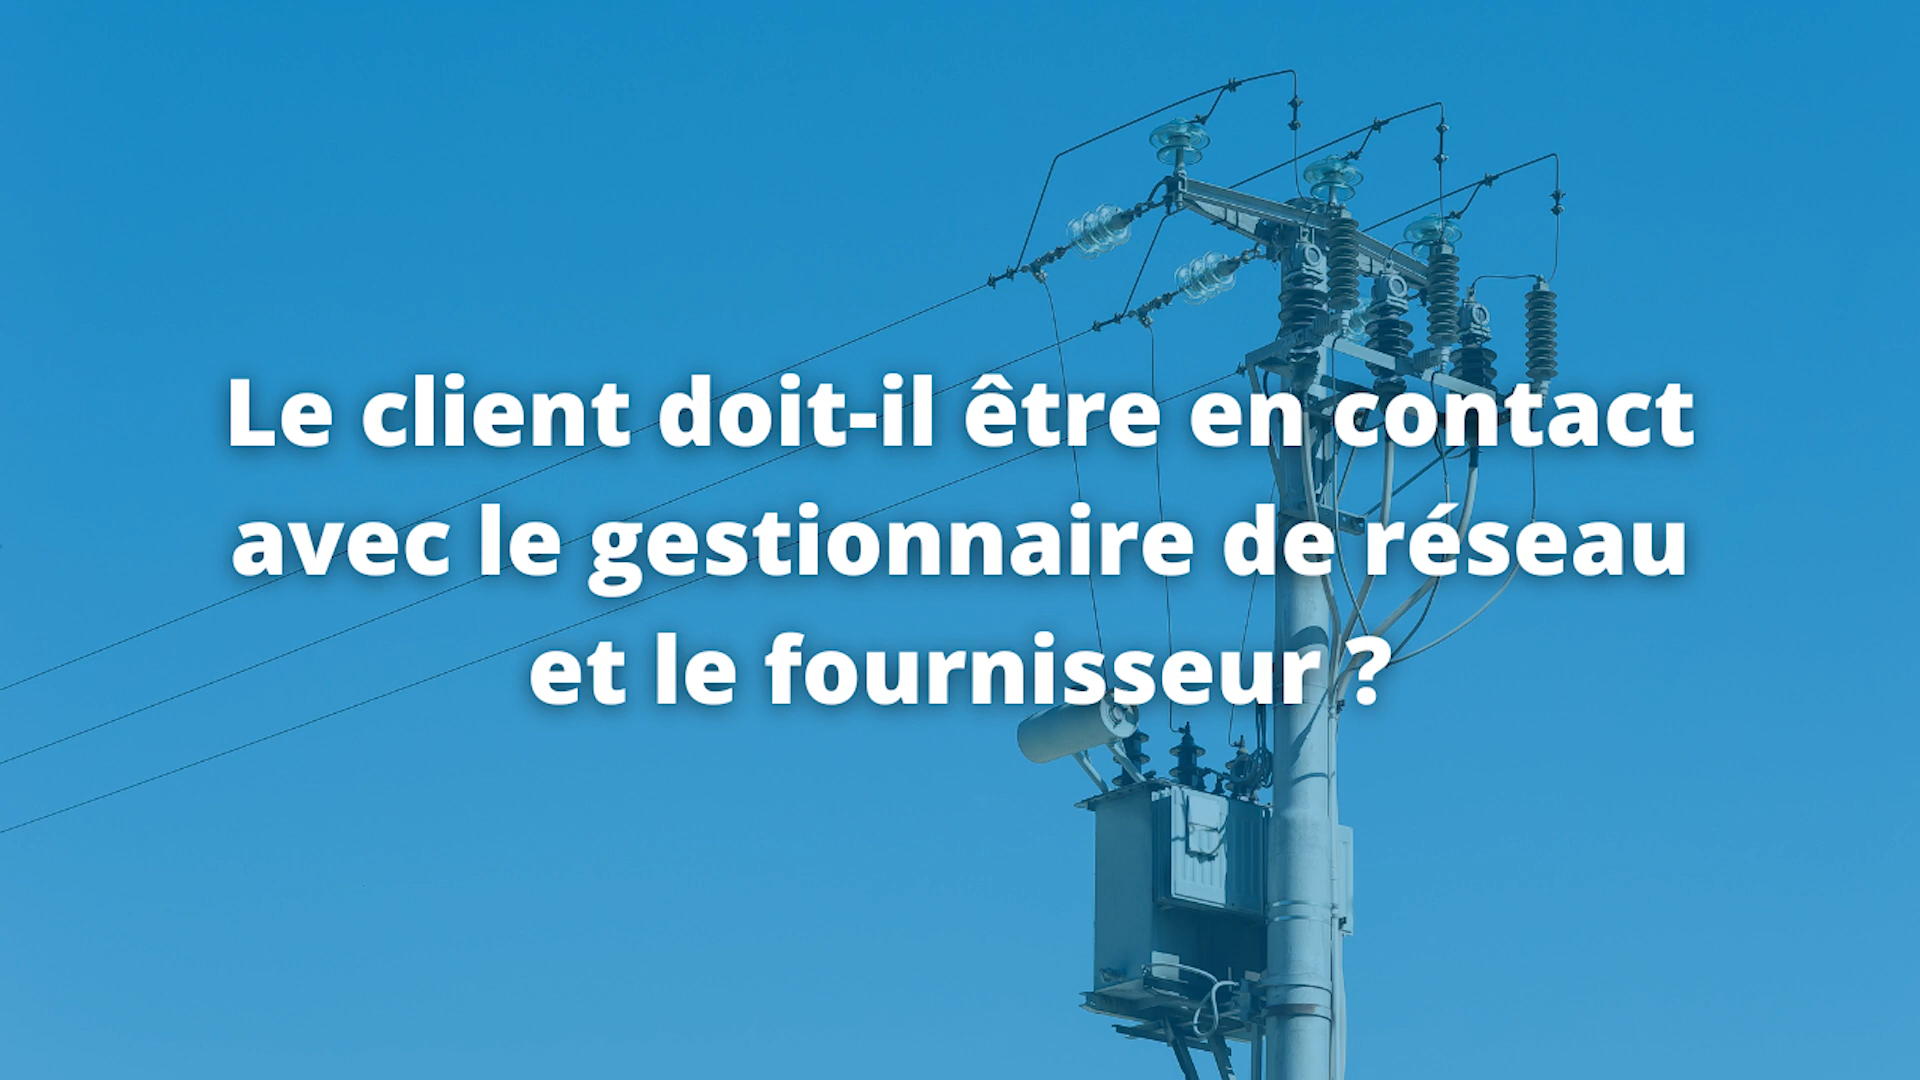 Le client doit-il être en contact
avec le gestionnaire de réseau
et le fournisseur ?